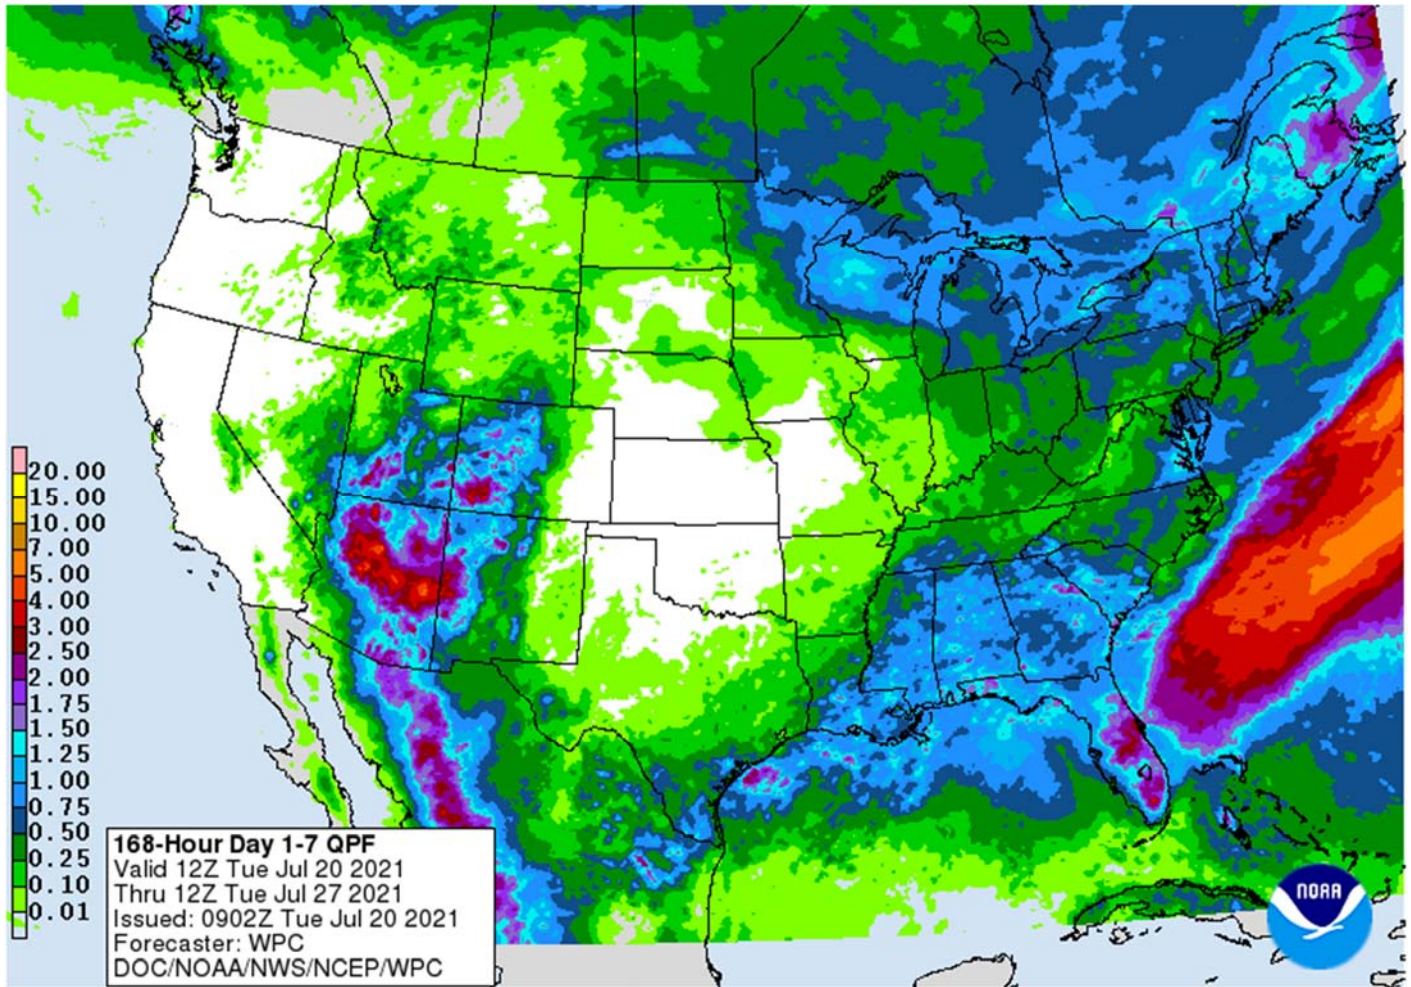 20.00
15.00
10.00
7.00
5.00
4.00
3.00
2.50
2.00
1.75
1.50
1.25
1.00
0.75
0.50
0.25
0.10
0.01
168-Hour Day 1-7 QPF
Valid 12Z Tue Jul 20 2021
Thru 12Z Tue Jul 27 2021
Issued: 0902Z Tue Jul 20 2021
Forecaster: WPC
DOC/NOAA/NWS/NCEP/WPC
NOAA